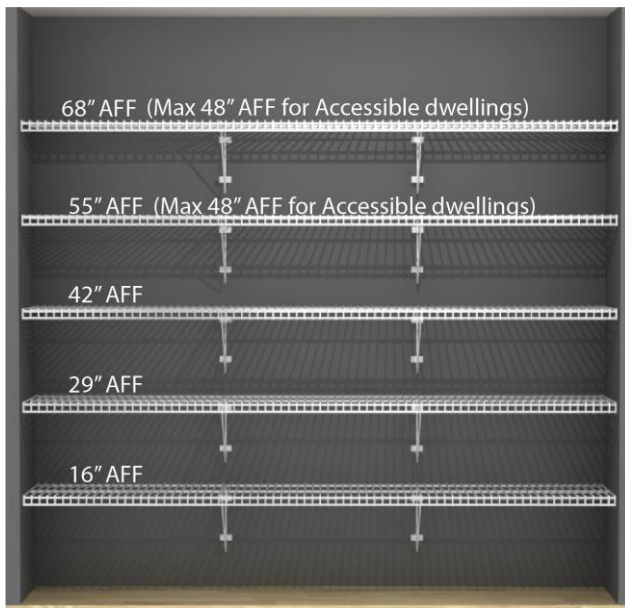 68” AFF (Max 48” AFF for Accessible dwellings)
55” AFF (Max 48” AFF for Accessible dwellings)
42” AFF
29” AFF
16” AFF